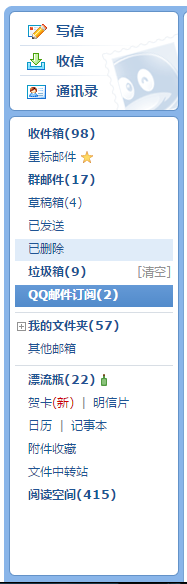 写信
收信
通讯录
收件箱(98)
星标邮件
群邮件(17)
草稿箱(4)
已发送
已删除
垃圾箱(9) [清空]
QQ邮件订阅(2)
我的文件夹(57)
其他邮箱
漂流瓶(22)
贺卡(新) | 明信片
日历 | 记事本
附件收藏
文件中转站
阅读空间(415)